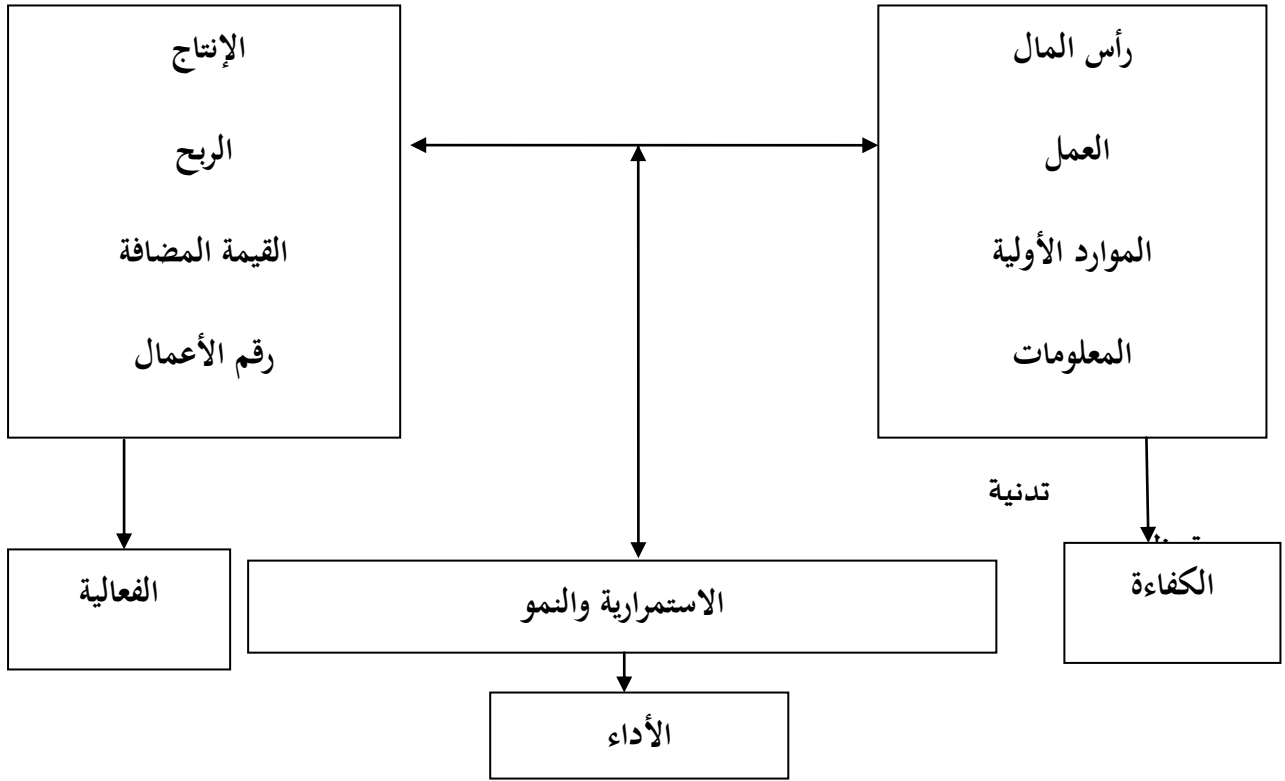 رأس المال
العمل
الموارد الأولية
المعلومات
الإنتاج
الربح
القيمة المضافة
رقم الأعمال
تدنية
الكفاءة
الاستمرارية والنمو
الفعالية
الأداء